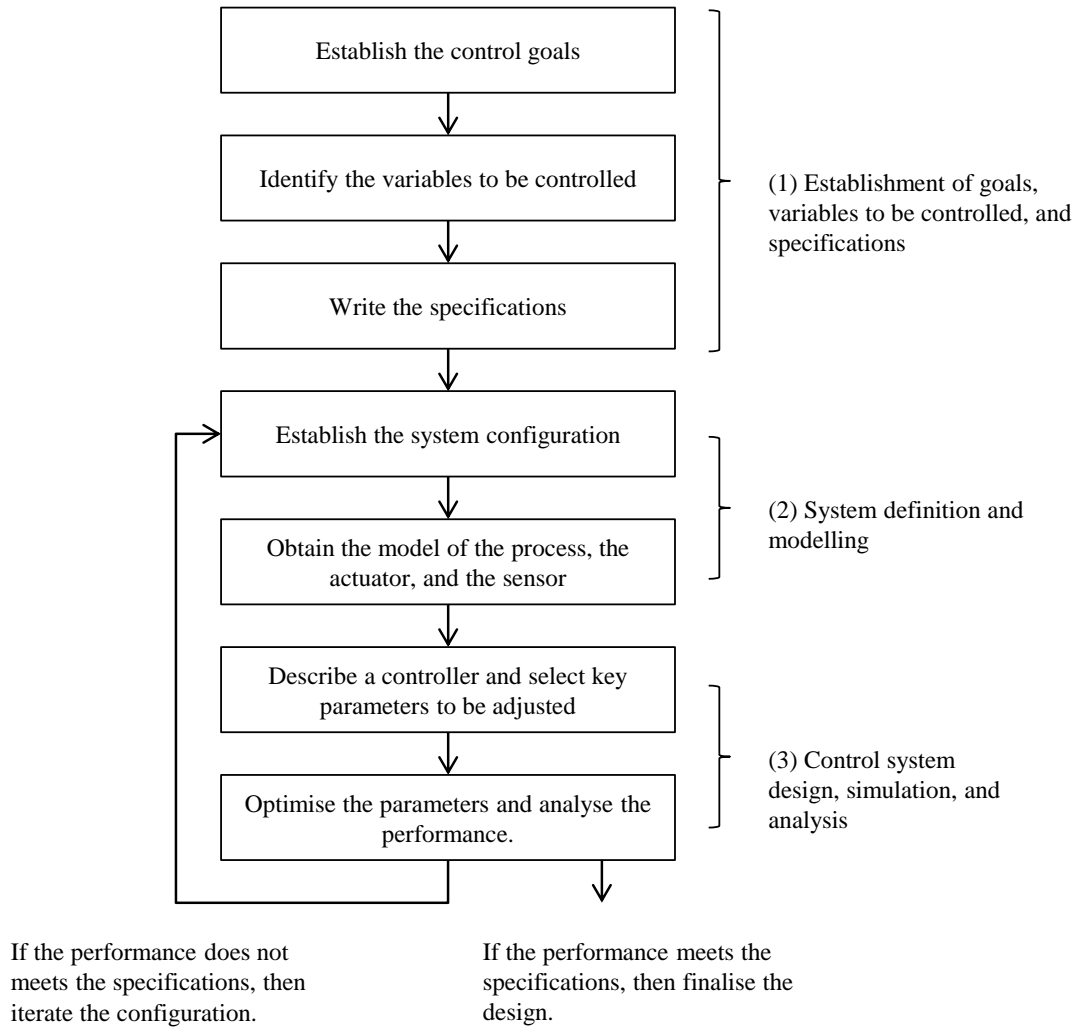 Establish the control goals
Identify the variables to be controlled
(1) Establishment of goals,
variables to be controlled, and
specifications
Write the specifications
Establish the system configuration
(2) System definition and
modelling
Obtain the model of the process, the
actuator, and the sensor
Describe a controller and select key
parameters to be adjusted
(3) Control system
design, simulation, and
analysis
Optimise the parameters and analyse the
performance.
If the performance does not
meets the specifications, then
iterate the configuration.
If the performance meets the
specifications, then finalise the
design.